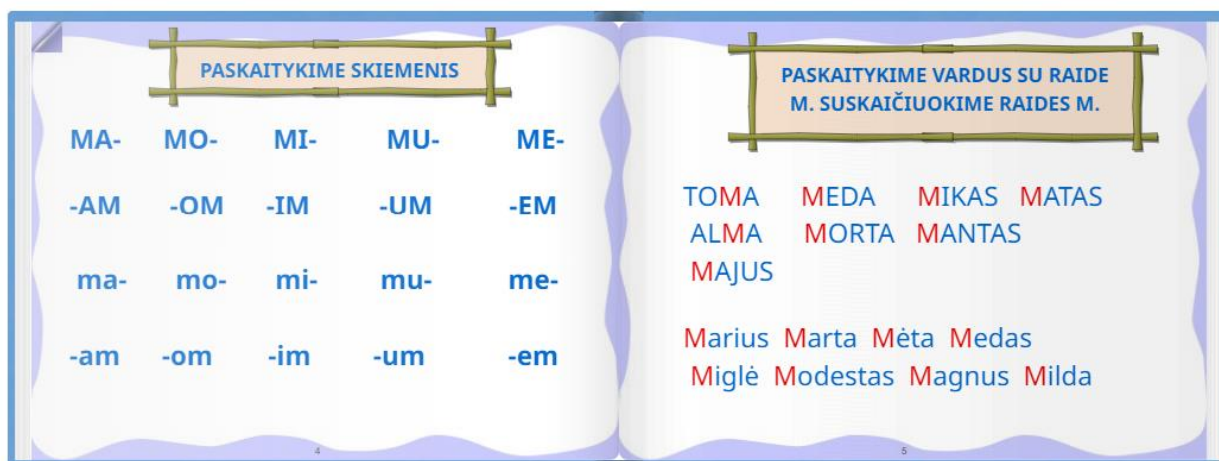 PASKAITYKIME SKIEMENIS
MA- MO- MI- MU- ME-
-AM -OM -IM -UM -EM
ma- mo- mi- mu- me-
-am -om -im -um -em
4
PASKAITYKIME VARDUS SU RAIDE
M. SUSKAIČIUOKIME RAIDES M.
TOMA MEDA MIKAS MATAS
ALMA MORTA MANTAS
MAJUS
Marius Marta Mėta Medas
Miglė Modestas Magnus Milda
5